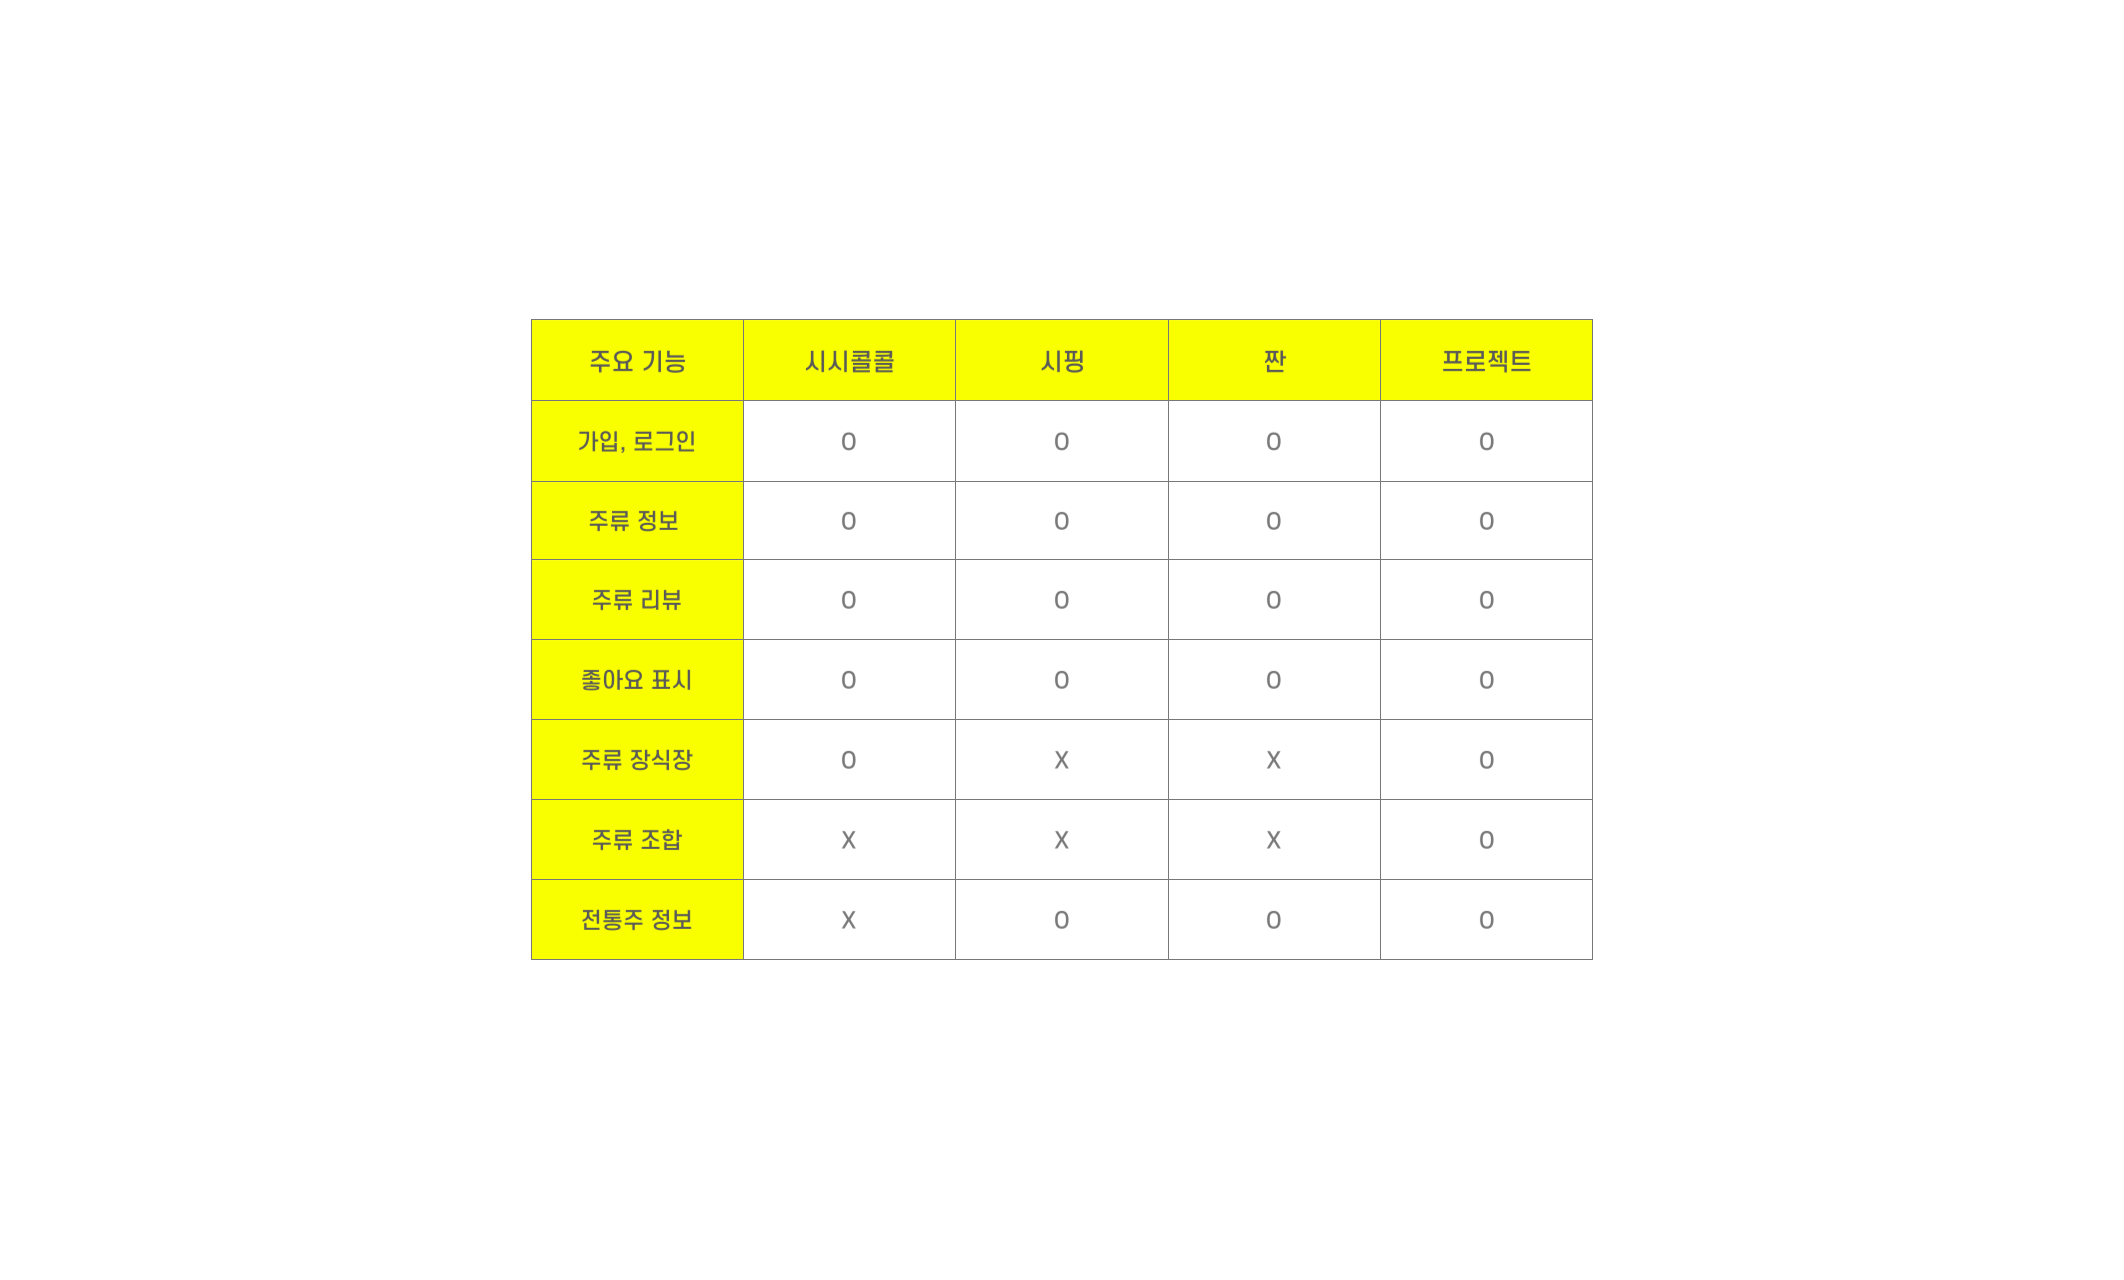 주요 기능 시시콜콜 시핑 짠 프로젝트
가입, 로그인 O O O O
주류 정보 O O O O
주류 리뷰 O O O O
좋아요 표시 O O O O
주류 장식장 O X X O
주류 조합 X X X O
전통주 정보 X O O O